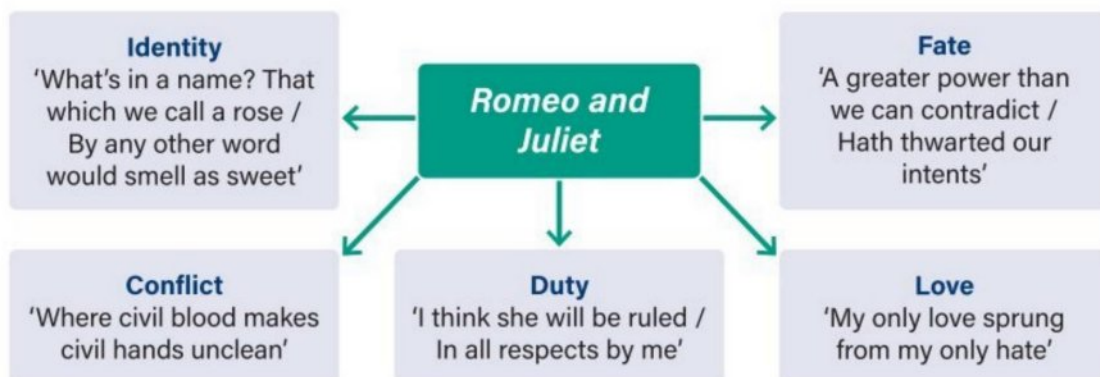 Identity
‘What’s in a name? That
which we call a rose /
By any other word
would smell as sweet’
Romeo and
Juliet
Fate
‘A greater power than
we can contradict /
Hath thwarted our
intents’
Conflict
‘Where civil blood makes
civil hands unclean’
Duty
‘I think she will be ruled /
In all respects by me’
Love
‘My only love sprung
from my only hate’